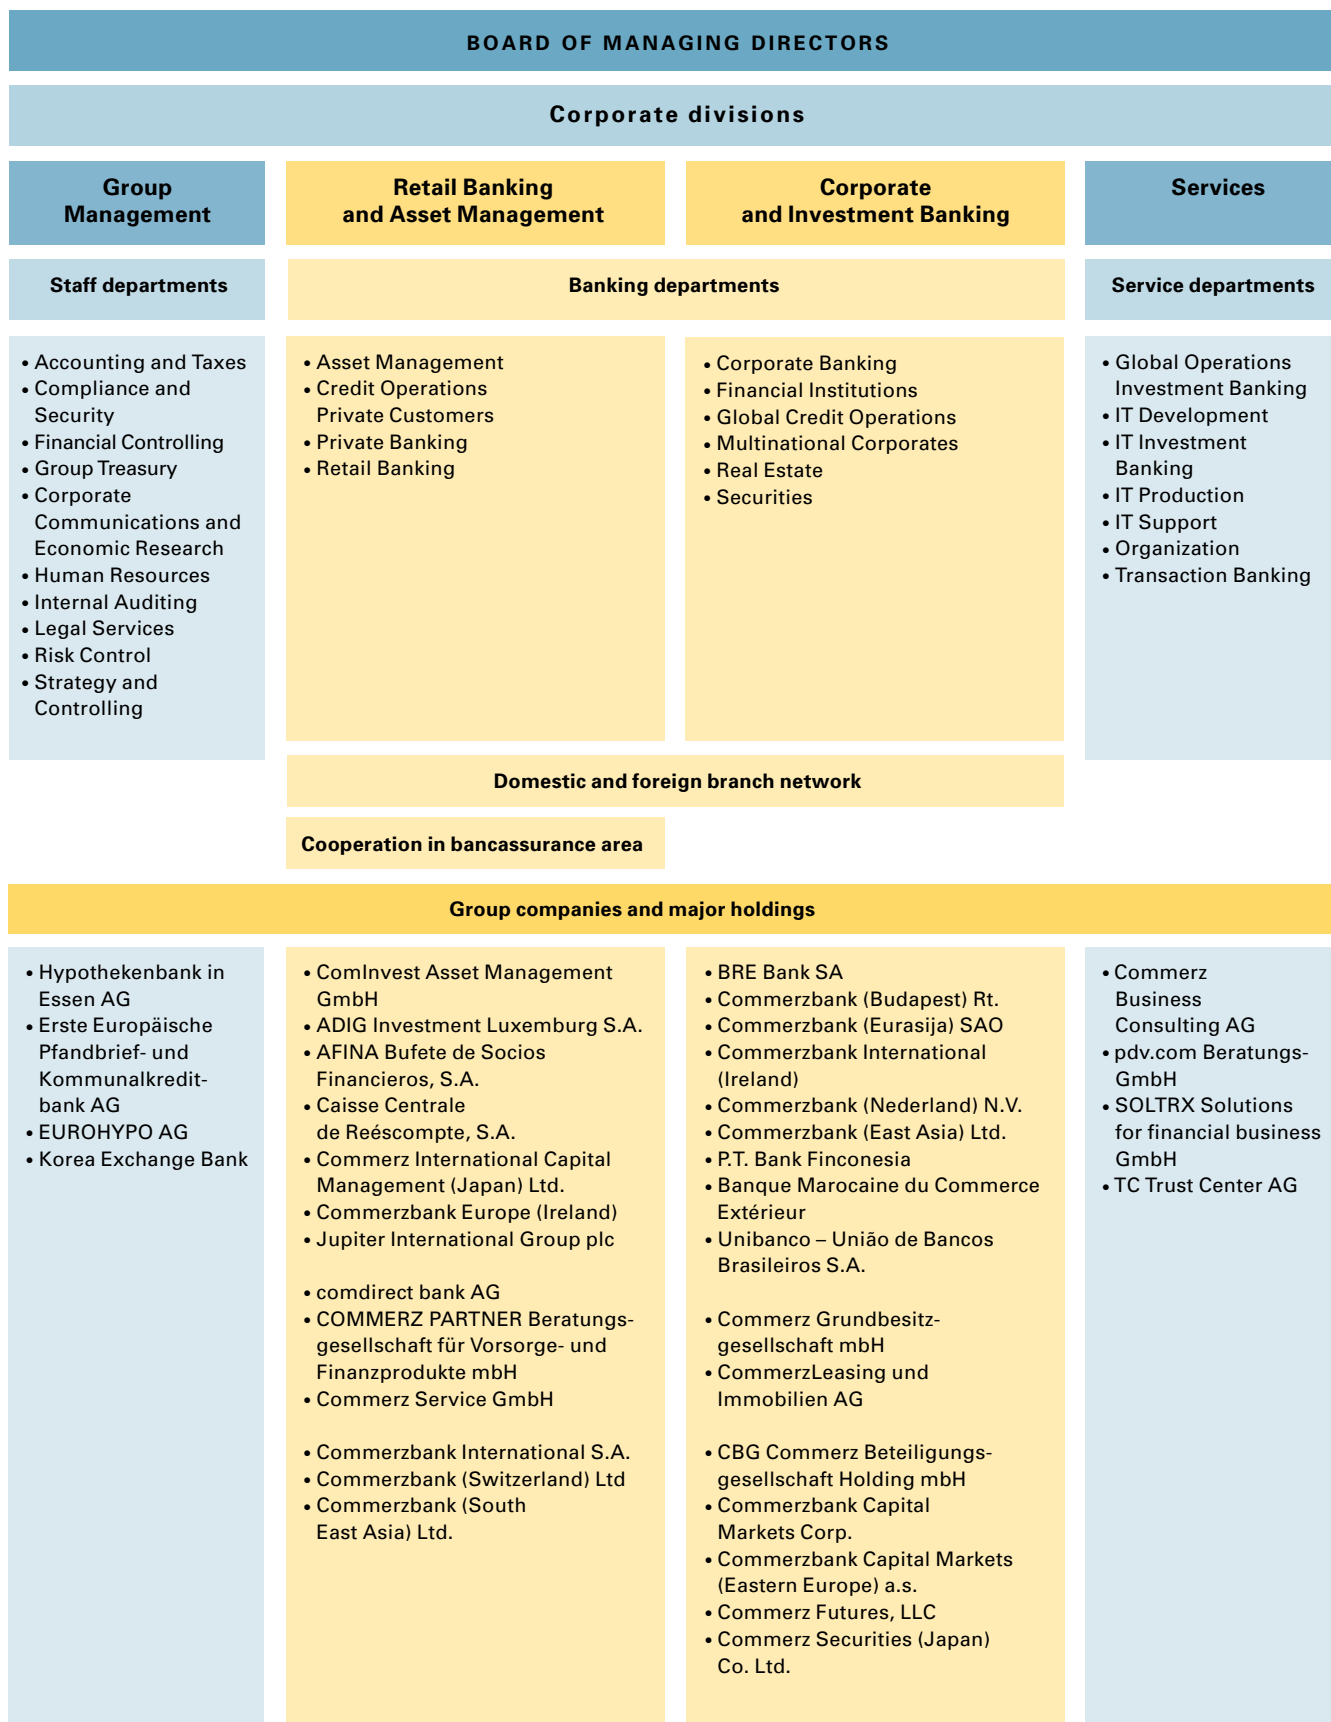 BOARD OF MANAGING DIRECTORS
Corporate divisions
Group
Management
Retail Banking
and Asset Management
Corporate
and Investment Banking
Services
Staff departments
Banking departments
Service departments
• Accounting and Taxes
• Compliance and
Security
• Financial Controlling
• Group Treasury
• Corporate
Communications and
Economic Research
• Human Resources
• Internal Auditing
• Legal Services
• Risk Control
• Strategy and
Controlling
• Asset Management
• Credit Operations
Private Customers
• Private Banking
• Retail Banking
• Corporate Banking
• Financial Institutions
• Global Credit Operations
• Multinational Corporates
• Real Estate
• Securities
• Global Operations
Investment Banking
• IT Development
• IT Investment
Banking
• IT Production
• IT Support
• Organization
• Transaction Banking
Domestic and foreign branch network
Cooperation in bancassurance area
Group companies and major holdings
• Hypothekenbank in
Essen AG
• Erste Europäische
Pfandbrief- und
Kommunalkredit-
bank AG
• EUROHYPO AG
• Korea Exchange Bank
• ComInvest Asset Management
GmbH
• ADIG Investment Luxemburg S.A.
• AFINA Bufete de Socios
Financieros, S.A.
• Caisse Centrale
de Reéscompte, S.A.
• Commerz International Capital
Management (Japan) Ltd.
• Commerzbank Europe (Ireland)
• Jupiter International Group plc
• comdirect bank AG
• COMMERZ PARTNER Beratungs-
gesellschaft für Vorsorge- und
Finanzprodukte mbH
• Commerz Service GmbH
• Commerzbank International S.A.
• Commerzbank (Switzerland) Ltd
• Commerzbank (South
East Asia) Ltd.
• BRE Bank SA
• Commerzbank (Budapest) Rt.
• Commerzbank (Eurasija) SAO
• Commerzbank International
(Ireland)
• Commerzbank (Nederland) N.V.
• Commerzbank (East Asia) Ltd.
• P.T. Bank Finconesia
• Banque Marocaine du Commerce
Extérieur
• Unibanco – União de Bancos
Brasileiros S.A.
• Commerz Grundbesitz-
gesellschaft mbH
• CommerzLeasing und
Immobilien AG
• CBG Commerz Beteiligungs-
gesellschaft Holding mbH
• Commerzbank Capital
Markets Corp.
• Commerzbank Capital Markets
(Eastern Europe) a.s.
• Commerz Futures, LLC
• Commerz Securities (Japan)
Co. Ltd.
• Commerz
Business
Consulting AG
• pdv.com Beratungs-
GmbH
• SOLTRX Solutions
for financial business
GmbH
• TC Trust Center AG